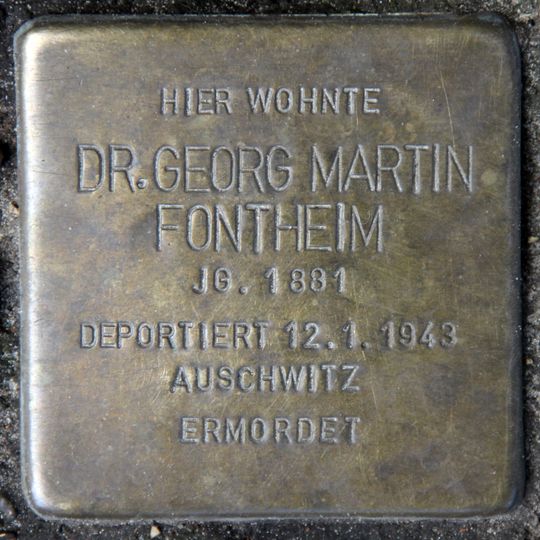 HIER WOHNTE
DR. GEORG MARTIN
FONTHEIM
JG. 1881
DEPORTIERT 12.1.1943
AUSCHWITZ
ERMORDET